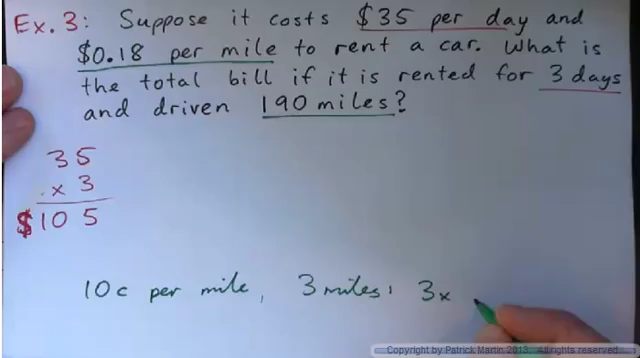 Ex. 3: Suppose it costs $35 per day and
$0.18 per mile to rent a car. What is
the total bill if it is rented for 3 days
and driven 190 miles?
35
x 3
$105
10c per mile, 3 miles, 3x
Copyright by Patrick Martin 2013. All rights reserved